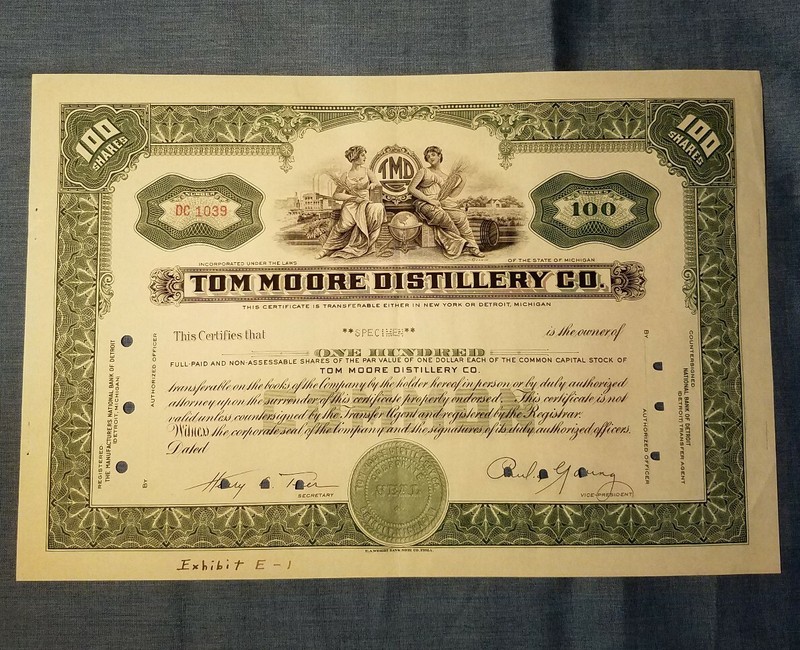 100
SHARES
100
SHARES
TMD
NUMBER
DC 1039
SHARES
100
INCORPORATED UNDER THE LAWS
OF THE STATE OF MICHIGAN
TOM MOORE DISTILLERY CO.
THIS CERTIFICATE IS TRANSFERABLE EITHER IN NEW YORK OR DETROIT, MICHIGAN
This Certifies that **SPECIMEN** is the owner of
ONE HUNDRED
FULL-PAID AND NON-ASSESSABLE SHARES OF THE PAR VALUE OF ONE DOLLAR EACH OF THE COMMON CAPITAL STOCK OF
TOM MOORE DISTILLERY CO.
transferable on the books of the Company by the holder hereof in person or by duly authorized
attorney upon the surrender of this certificate properly endorsed. This certificate is not
valid unless countersigned by the Transfer Agent and registered by the Registrar.
Witness the corporate seal of the Company and the signatures of its duly authorized officers.
Dated
SECRETARY
VICE-PRESIDENT
SEAL
REGISTERED
THE MANUFACTURERS NATIONAL BANK OF DETROIT
(DETROIT, MICHIGAN)
BY
AUTHORIZED OFFICER
COUNTERSIGNED
NATIONAL BANK OF DETROIT
(DETROIT) TRANSFER AGENT
BY
AUTHORIZED OFFICER
Exhibit E-1